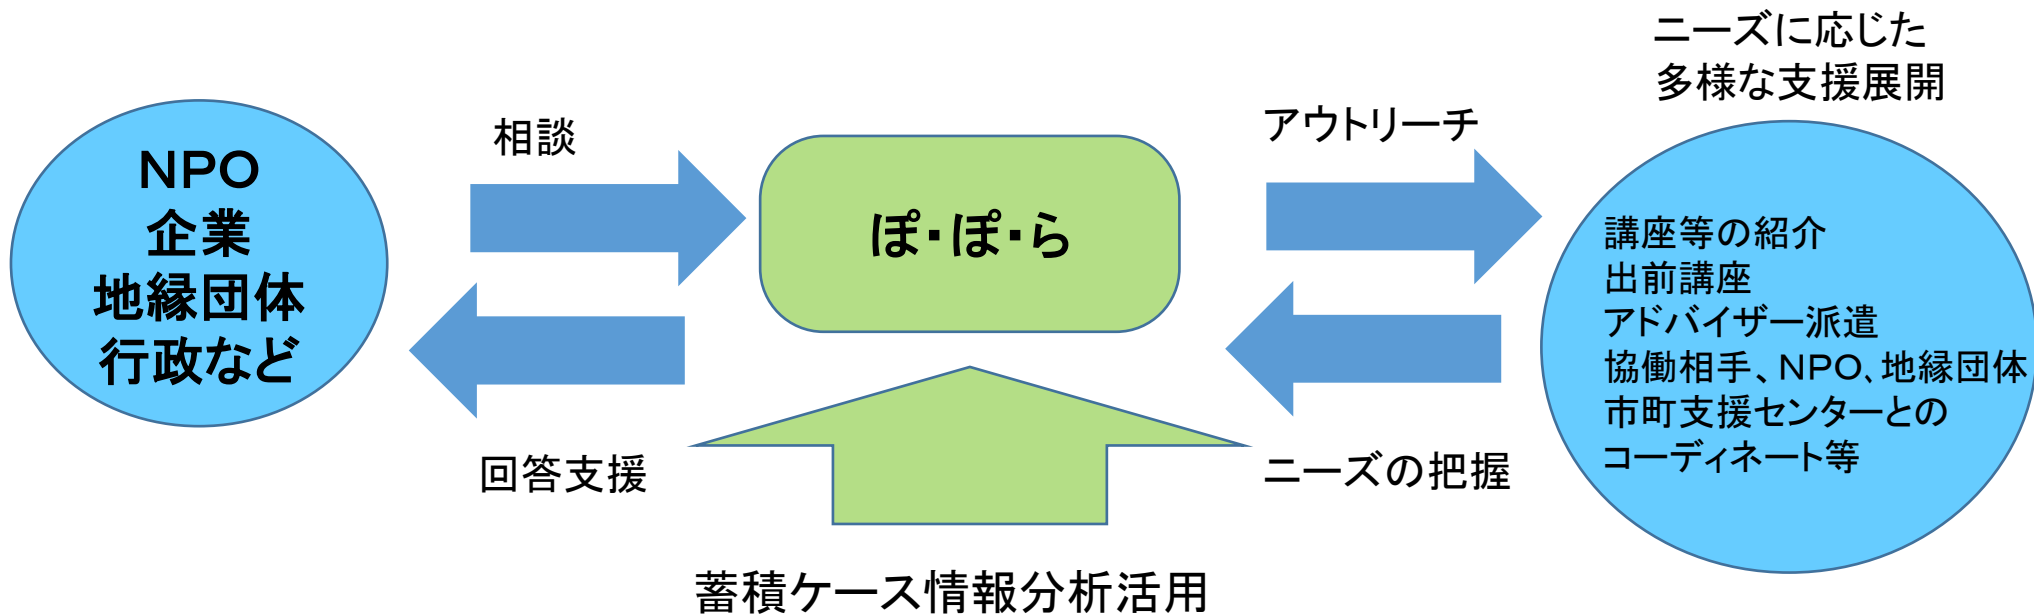 NPO
企業
地縁団体
行政など
相談
回答支援
ぽ・ぽ・ら
蓄積ケース情報分析活用
アウトリーチ
ニーズの把握
ニーズに応じた
多様な支援展開
講座等の紹介
出前講座
アドバイザー派遣
協働相手、NPO、地縁団体
市町支援センターとの
コーディネート等